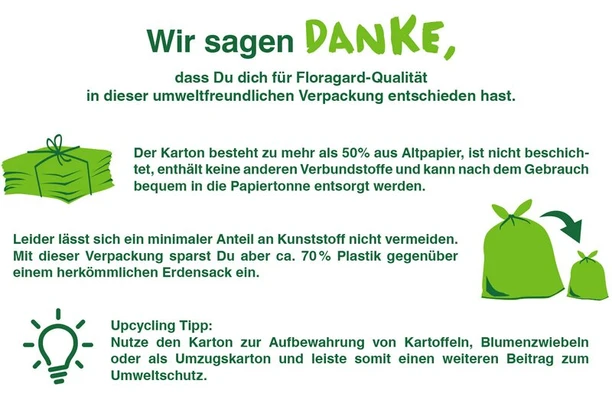 Wir sagen DANKE,
dass Du dich für Floragard-Qualität
in dieser umweltfreundlichen Verpackung entschieden hast.
Der Karton besteht zu mehr als 50% aus Altpapier, ist nicht beschich-
tet, enthält keine anderen Verbundstoffe und kann nach dem Gebrauch
bequem in die Papiertonne entsorgt werden.
Leider lässt sich ein minimaler Anteil an Kunststoff nicht vermeiden.
Mit dieser Verpackung sparst Du aber ca. 70 % Plastik gegenüber
einem herkömmlichen Erdensack ein.
Upcycling Tipp:
Nutze den Karton zur Aufbewahrung von Kartoffeln, Blumenzwiebeln
oder als Umzugskarton und leiste somit einen weiteren Beitrag zum
Umweltschutz.